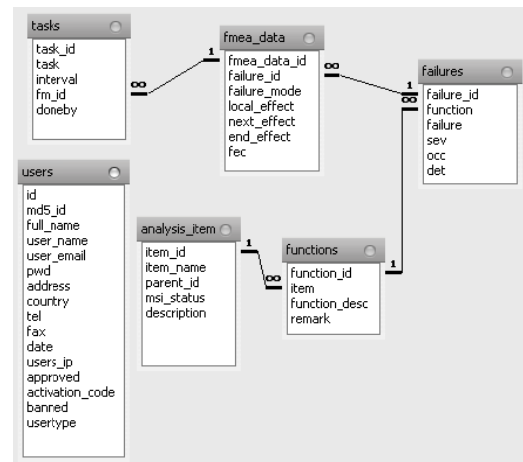 tasks
task_id
task
interval
fm_id
doneby
∞
1
fmea_data
fmea_data_id
failure_id
failure_mode
local_effect
next_effect
end_effect
fec
∞
1
∞
failures
failure_id
function
failure
sev
occ
det
users
id
md5_id
full_name
user_name
user_email
pwd
address
country
tel
fax
date
users_ip
approved
activation_code
banned
usertype
analysis_item
item_id
item_name
parent_id
msi_status
description
1
∞
functions
function_id
item
function_desc
remark
1